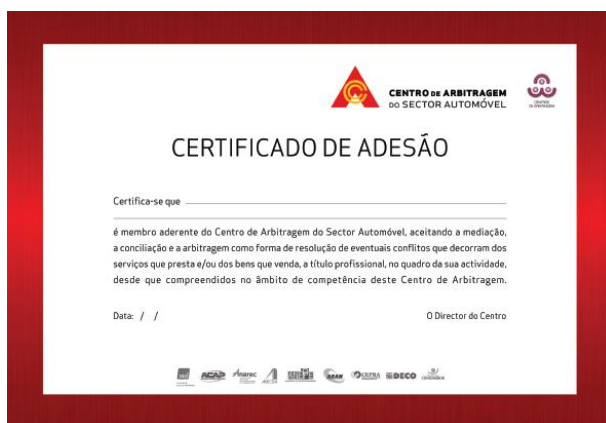 CENTRO DE ARBITRAGEM
DO SECTOR AUTOMÓVEL
CERTIFICADO DE ADESÃO
Certifica-se que
é membro aderente do Centro de Arbitragem do Sector Automóvel, aceitando a mediação,
a conciliação e a arbitragem como forma de resolução de eventuais conflitos que decorram dos
serviços que presta e/ou dos bens que venda, a título profissional, no quadro da sua actividade,
desde que compreendidos no âmbito de competência deste Centro de Arbitragem.
Data: / /
O Director do Centro
ACAP
Anarec
ARAN
CEPRA
DECO